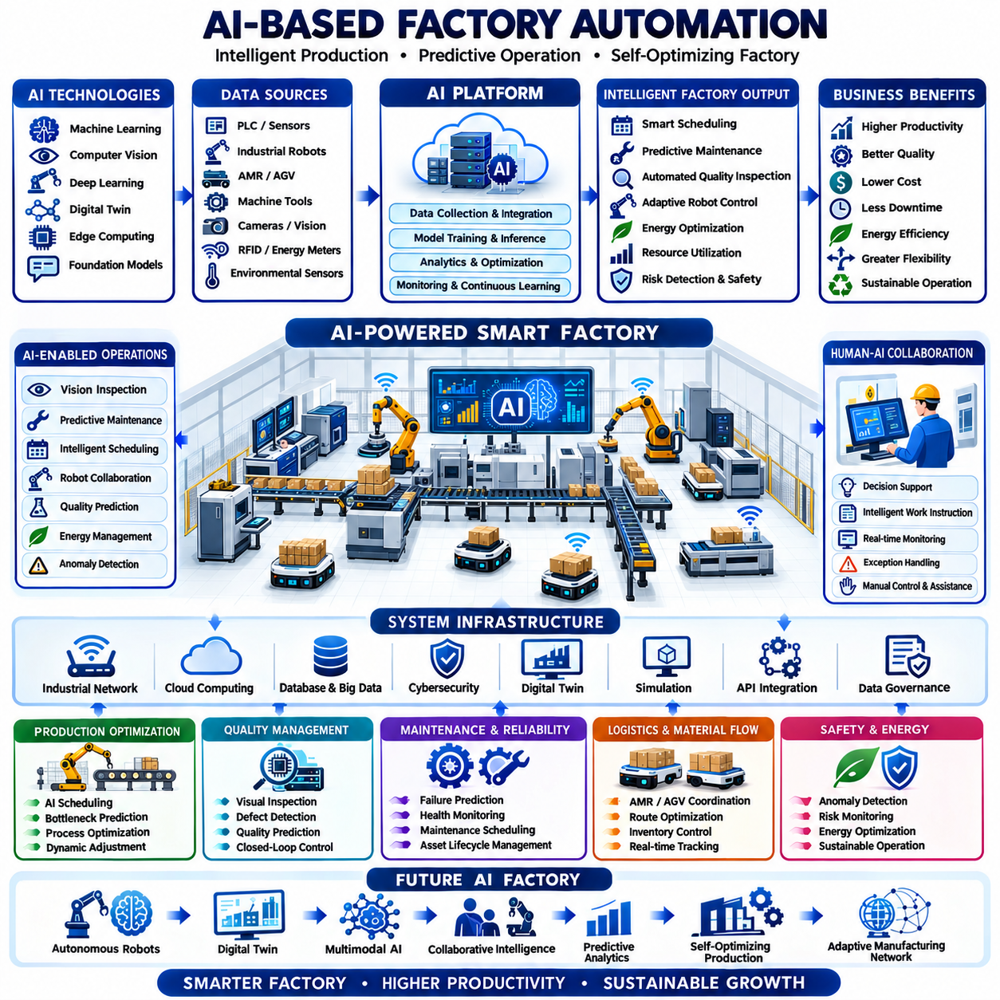 AI-BASED FACTORY AUTOMATION
Intelligent Production • Predictive Operation • Self-Optimizing Factory
AI TECHNOLOGIES
Machine Learning
Computer Vision
Deep Learning
Digital Twin
Edge Computing
Foundation Models
DATA SOURCES
PLC / Sensors
Industrial Robots
AMR / AGV
Machine Tools
Cameras / Vision
RFID / Energy Meters
Environmental Sensors
AI PLATFORM
AI
Data Collection & Integration
Model Training & Inference
Analytics & Optimization
Monitoring & Continuous Learning
INTELLIGENT FACTORY OUTPUT
Smart Scheduling
Predictive Maintenance
Automated Quality Inspection
Adaptive Robot Control
Energy Optimization
Resource Utilization
Risk Detection & Safety
BUSINESS BENEFITS
Higher Productivity
Better Quality
$
Lower Cost
Less Downtime
Energy Efficiency
Greater Flexibility
Sustainable Operation
AI-ENABLED OPERATIONS
Vision Inspection
Predictive Maintenance
Intelligent Scheduling
Robot Collaboration
Quality Prediction
Energy Management
Anomaly Detection
AI-POWERED SMART FACTORY
AI
HUMAN-AI COLLABORATION
Decision Support
Intelligent Work Instruction
Real-time Monitoring
Exception Handling
Manual Control & Assistance
SYSTEM INFRASTRUCTURE
Industrial Network
Cloud Computing
Database & Big Data
Cybersecurity
Digital Twin
Simulation
API Integration
Data Governance
PRODUCTION OPTIMIZATION
AI Scheduling
Bottleneck Prediction
Process Optimization
Dynamic Adjustment
QUALITY MANAGEMENT
Visual Inspection
Defect Detection
Quality Prediction
Closed-Loop Control
MAINTENANCE & RELIABILITY
Failure Prediction
Health Monitoring
Maintenance Scheduling
Asset Lifecycle Management
LOGISTICS & MATERIAL FLOW
AMR / AGV Coordination
Route Optimization
Inventory Control
Real-time Tracking
SAFETY & ENERGY
Anomaly Detection
Risk Monitoring
Energy Optimization
Sustainable Operation
FUTURE AI FACTORY
Autonomous Robots
Digital Twin
Multimodal AI
Collaborative Intelligence
Predictive
Analytics
Self-Optimizing
Production
Adaptive Manufacturing
Network
SMARTER FACTORY • HIGHER PRODUCTIVITY • SUSTAINABLE GROWTH